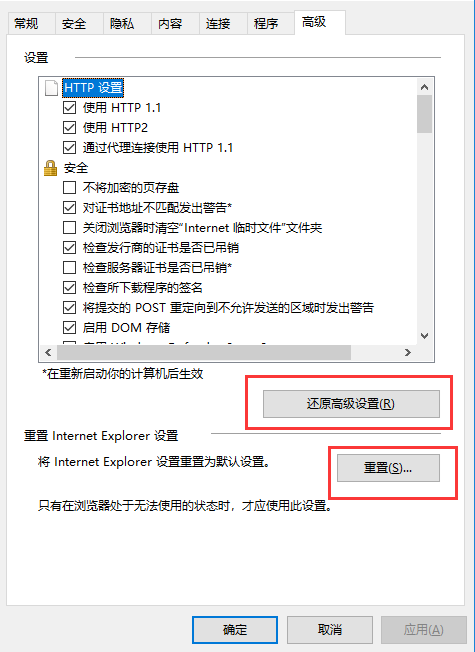 常规 安全 隐私 内容 连接 程序 高级
设置
HTTP 设置
使用 HTTP 1.1
使用 HTTP2
通过代理连接使用 HTTP 1.1
安全
不将加密的页存盘
对证书地址不匹配发出警告*
关闭浏览器时清空“Internet 临时文件”文件夹
检查发行商的证书是否已吊销
检查服务器证书是否已吊销*
检查所下载程序的签名
将提交的 POST 重定向到不允许发送的区域时发出警告
启用 DOM 存储
*在重新启动你的计算机后生效
还原高级设置(R)
重置 Internet Explorer 设置
将 Internet Explorer 设置重置为默认设置。
重置(S)...
只有在浏览器处于无法使用的状态时，才应使用此设置。
确定 取消 应用(A)